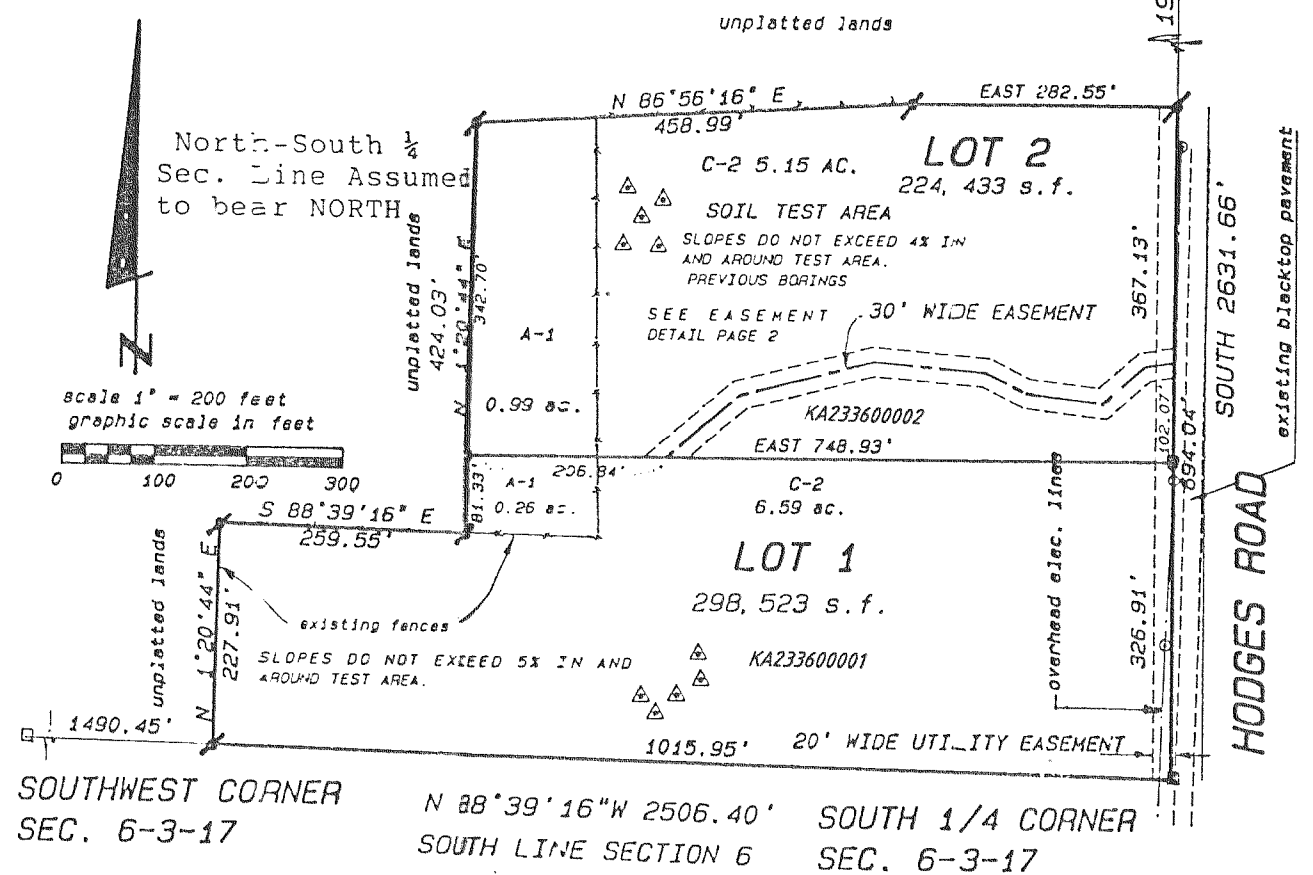 unplatted lands
19
N 86°56'16" E
458.99'
EAST 282.55'
North-South ¼
Sec. Line Assumed
to bear NORTH
N
scale 1" = 200 feet
graphic scale in feet
0 100 200 300
unplatted lands
424.03'
N 1°20'44" E
342.70'
A-1
0.99 ac.
C-2 5.15 AC.
LOT 2
224,433 s.f.
SOIL TEST AREA
SLOPES DO NOT EXCEED 4% IN
AND AROUND TEST AREA.
PREVIOUS BORINGS
SEE EASEMENT
DETAIL PAGE 2
30' WIDE EASEMENT
KA233600002
EAST 748.93'
367.13'
102.07'
694.04'
SOUTH 2631.66'
existing blacktop pavement
HODGES ROAD
81.33'
A-1
0.26 ac.
206.84'
C-2
6.59 ac.
S 88°39'16" E
259.55'
LOT 1
298,523 s.f.
unplatted lands
N 1°20'44" E
227.91'
existing fences
SLOPES DO NOT EXCEED 5% IN AND
AROUND TEST AREA.
KA233600001
overhead elec. lines
326.91'
1490.45'
1015.95'
20' WIDE UTILITY EASEMENT
SOUTHWEST CORNER
SEC. 6-3-17
N 88°39'16"W 2506.40'
SOUTH LINE SECTION 6
SOUTH 1/4 CORNER
SEC. 6-3-17